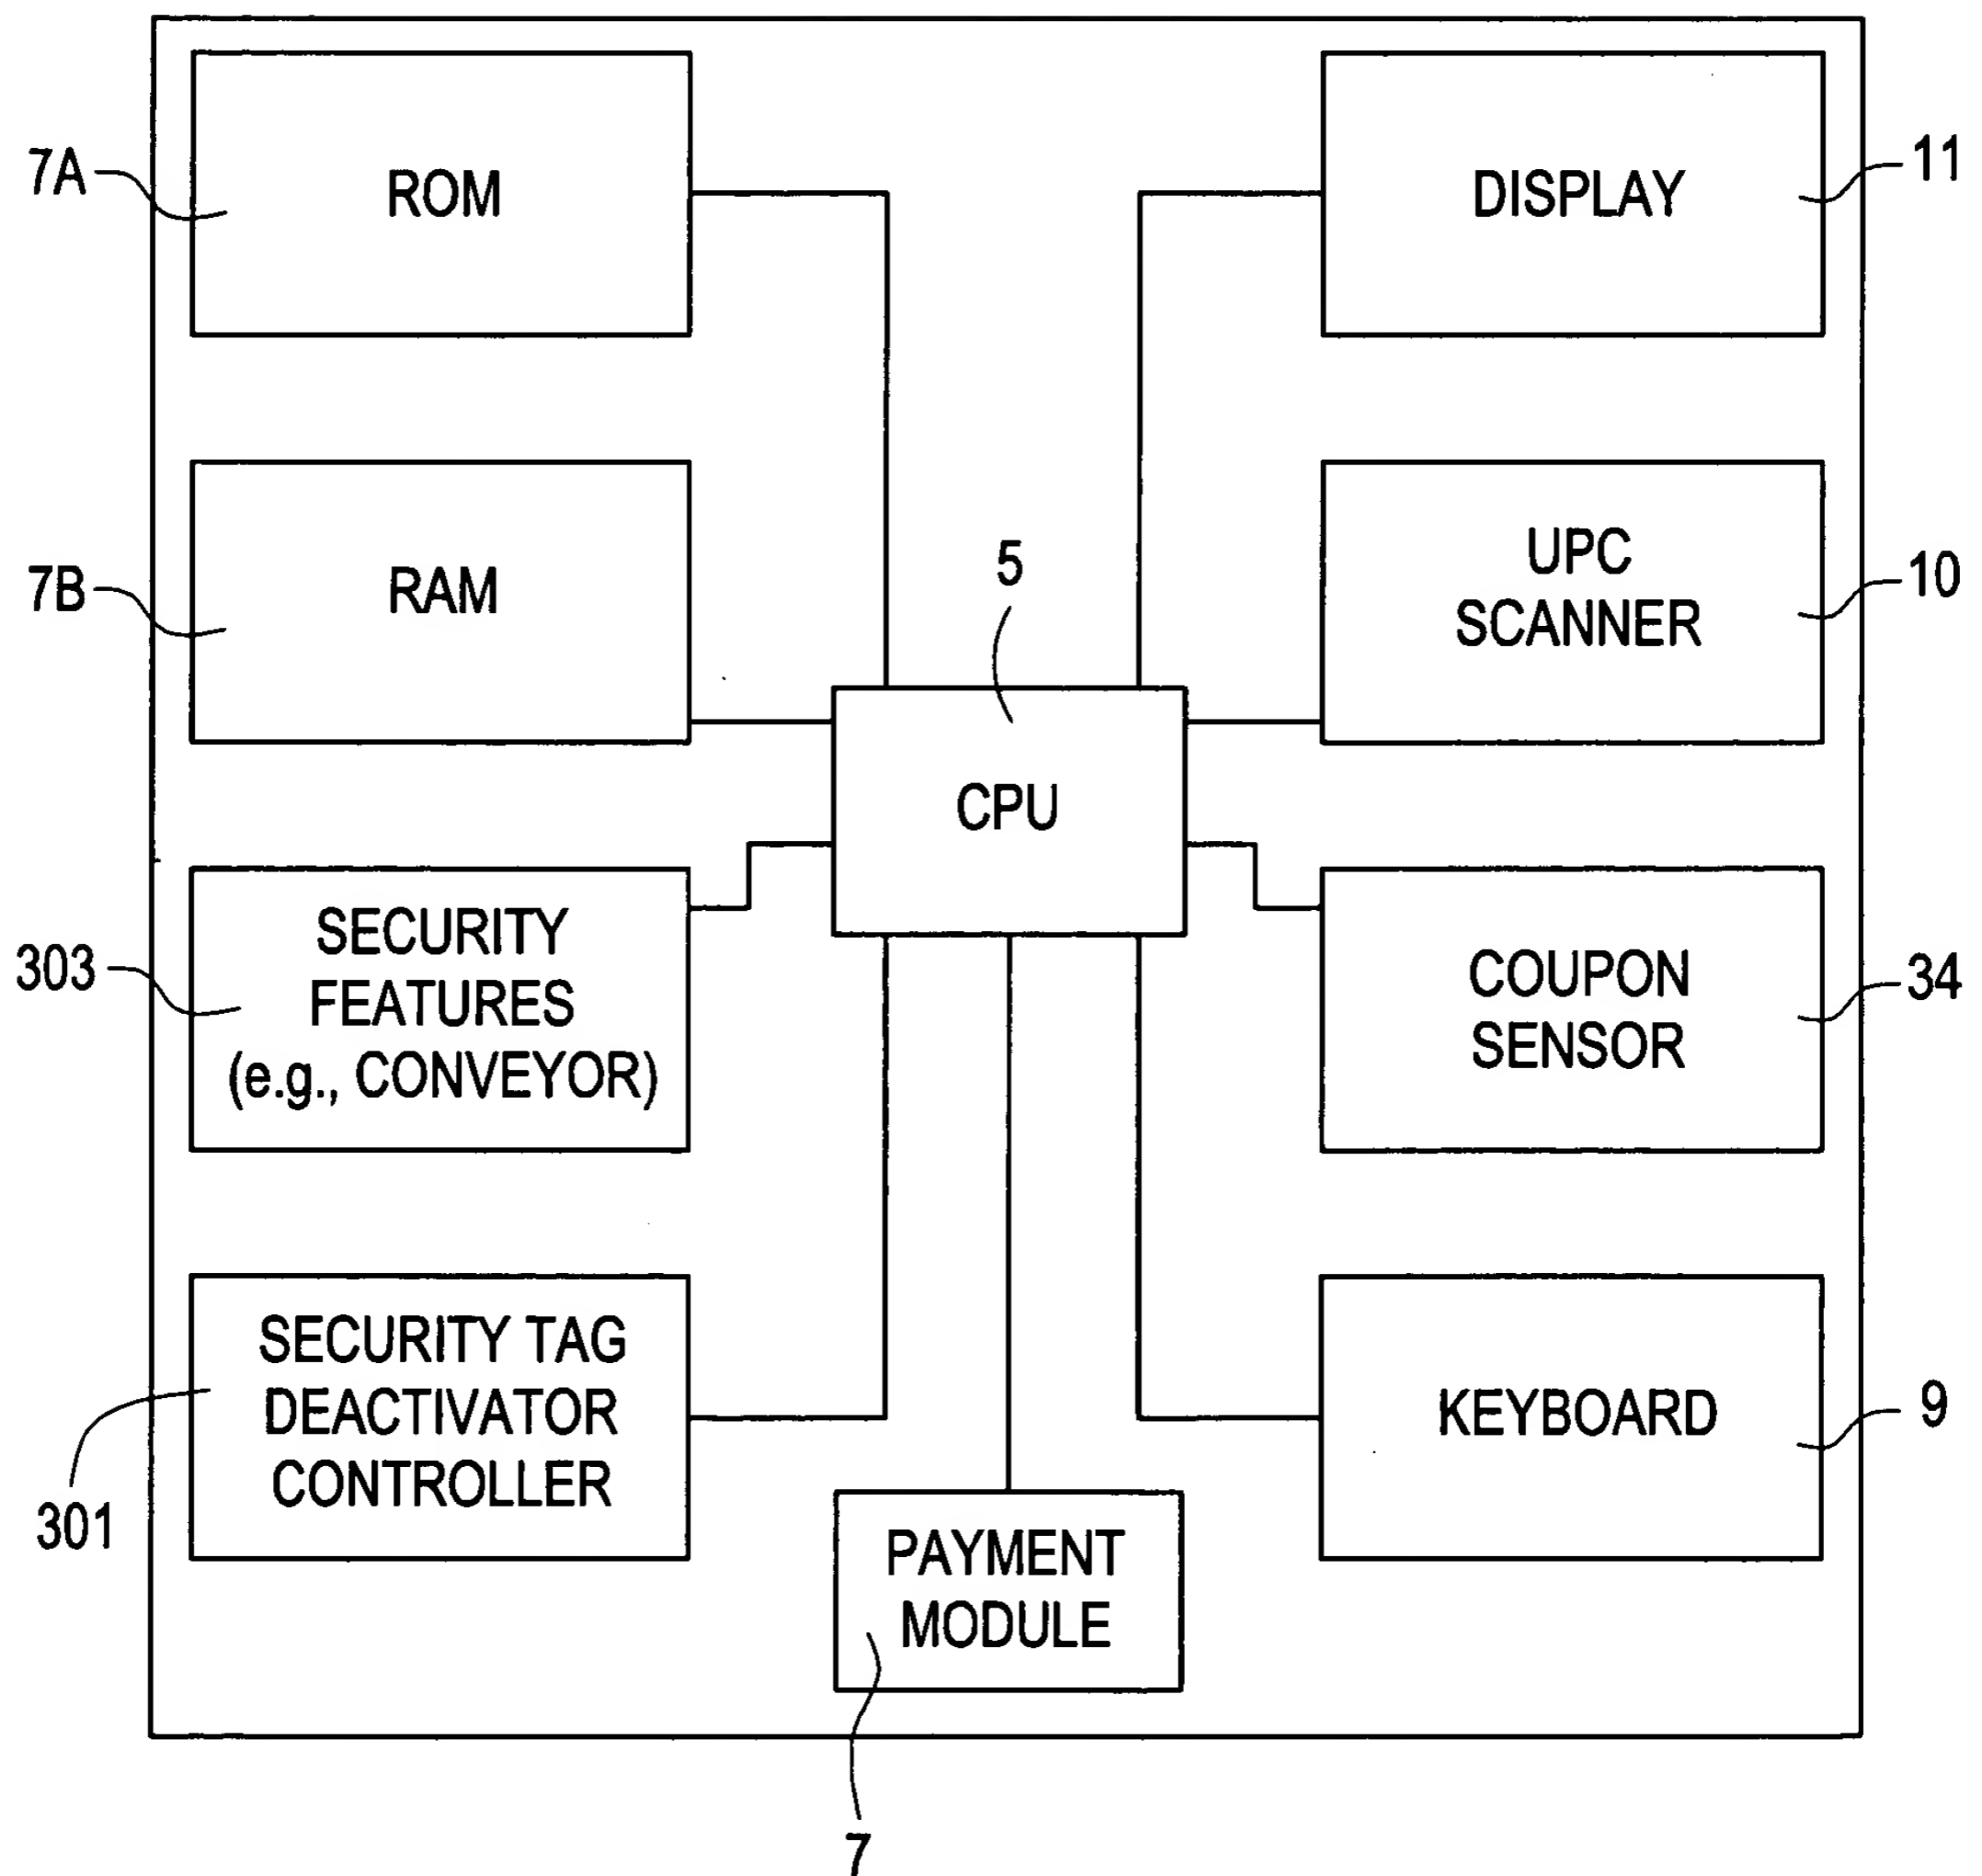 7A
ROM
DISPLAY
11
7B
RAM
5
UPC
SCANNER
10
CPU
303
SECURITY
FEATURES
(e.g., CONVEYOR)
COUPON
SENSOR
34
301
SECURITY TAG
DEACTIVATOR
CONTROLLER
KEYBOARD
9
PAYMENT
MODULE
7